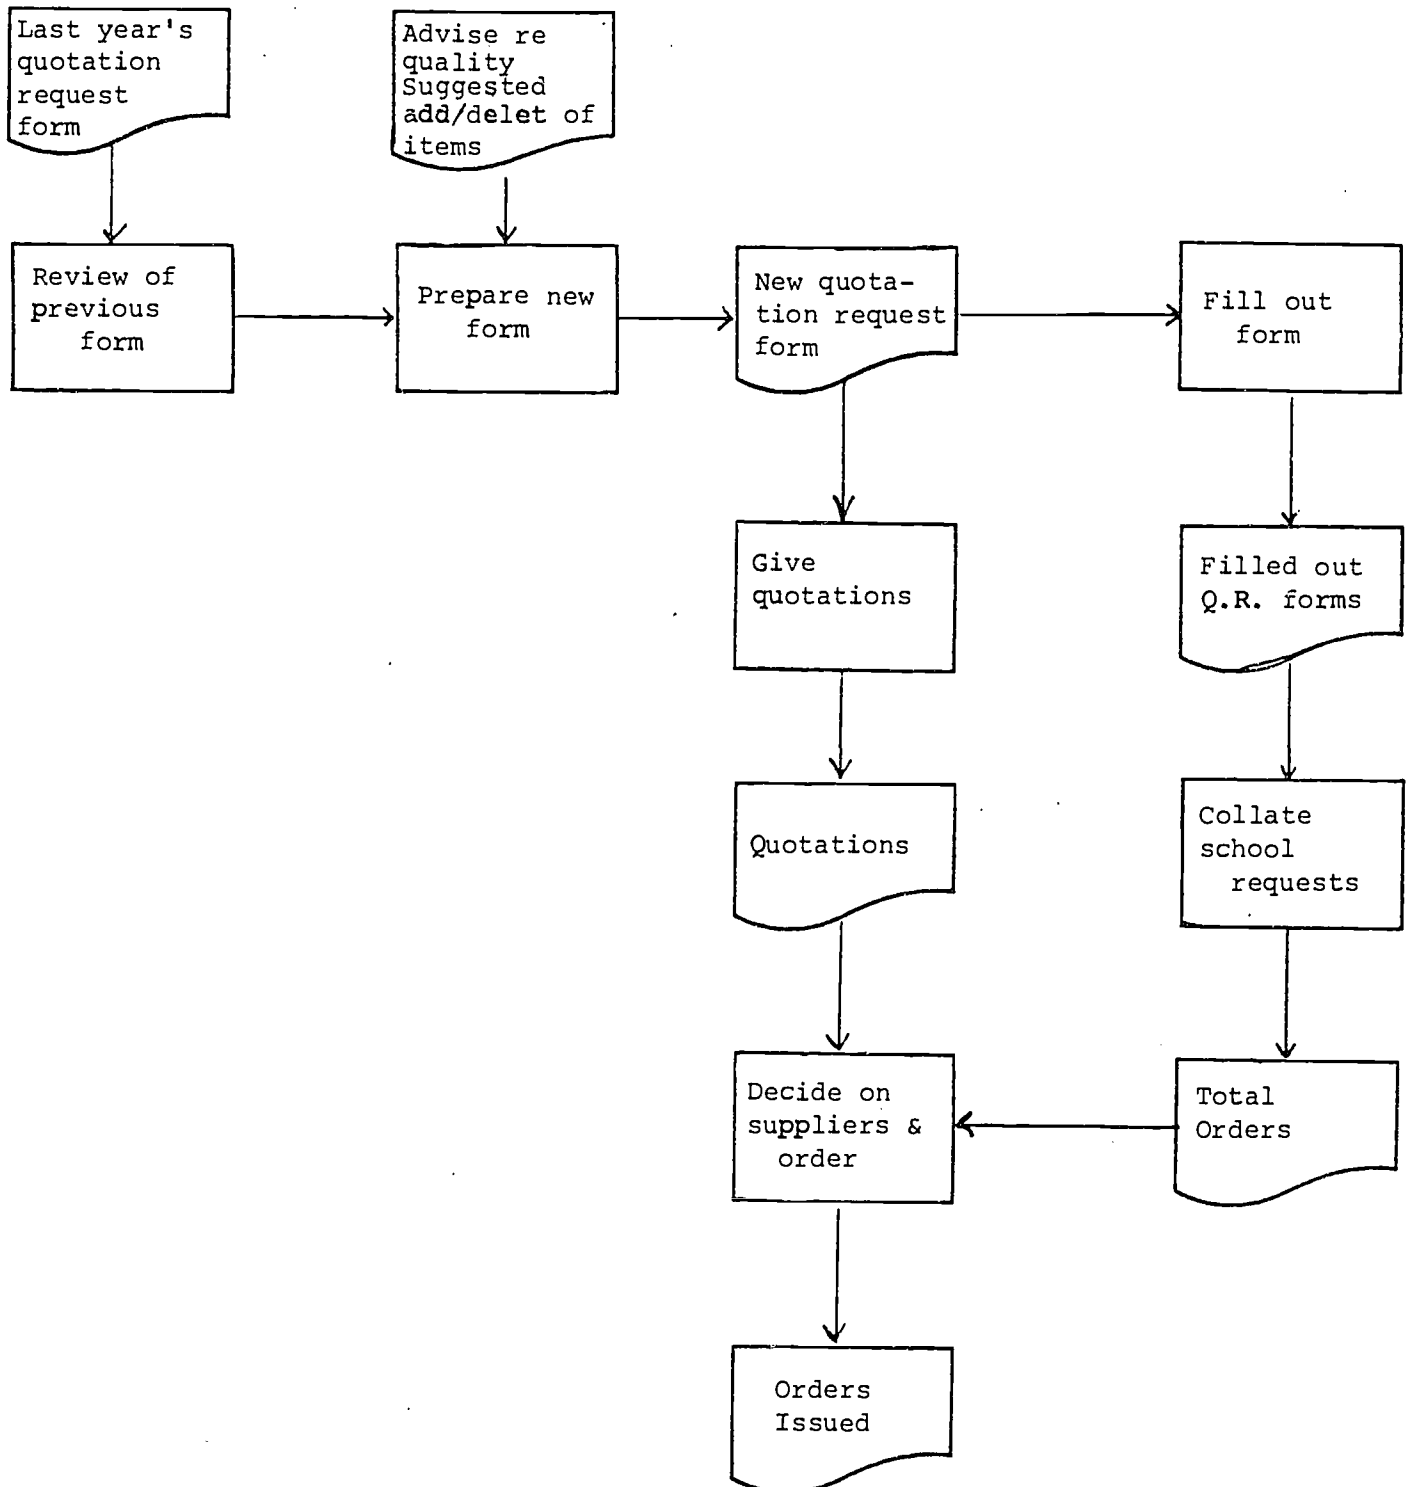 Last year's
quotation
request
form
Advise re
quality
Suggested
add/delet of
items
Review of
previous
form
Prepare new
form
New quota-
tion request
form
Fill out
form
Give
quotations
Filled out
Q.R. forms
Quotations
Collate
school
requests
Decide on
suppliers &
order
Total
Orders
Orders
Issued